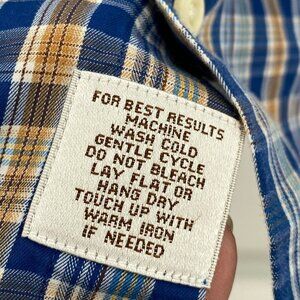 FOR BEST RESULTS
MACHINE
WASH COLD
GENTLE CYCLE
DO NOT BLEACH
LAY FLAT OR
HANG DRY
TOUCH UP WITH
WARM IRON
IF NEEDED